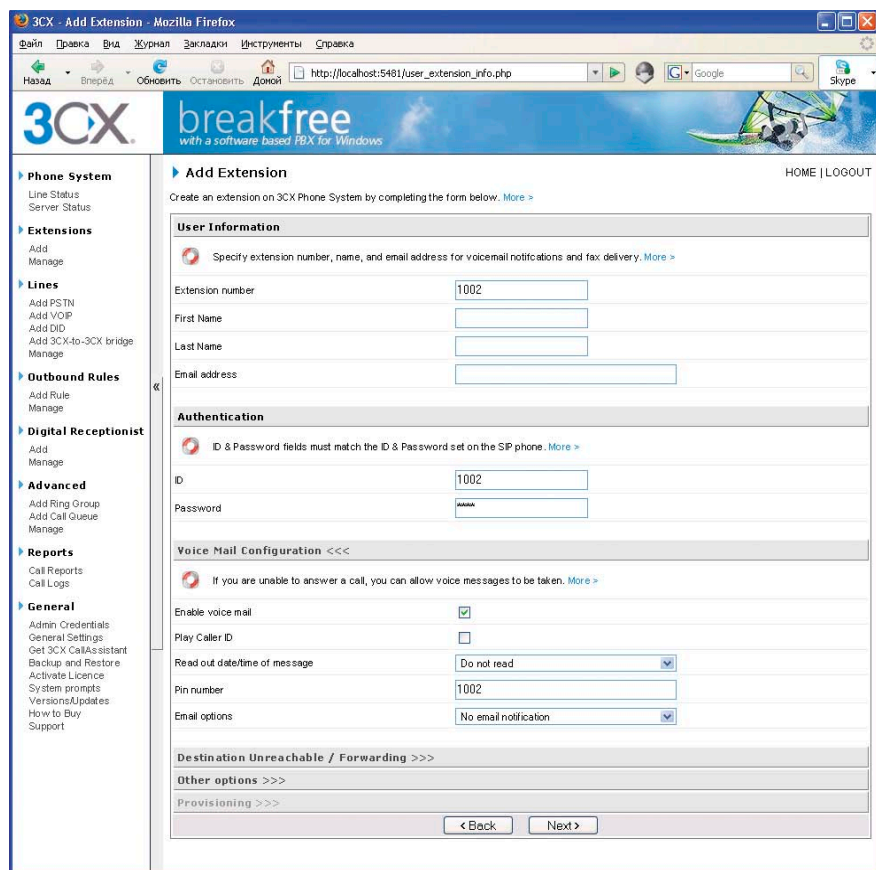 3CX - Add Extension - Mozilla Firefox
Файл Правка Вид Журнал Закладки Инструменты Справка
Назад Вперёд Обновить Остановить Домой http://localhost:5481/user_extension_info.php G Google Skype
3CX.
breakfree
with a software based PBX for Windows
Phone System
Line Status
Server Status
Extensions
Add
Manage
Lines
Add PSTN
Add VOIP
Add DID
Add 3CX-to-3CX bridge
Manage
Outbound Rules
Add Rule
Manage
Digital Receptionist
Add
Manage
Advanced
Add Ring Group
Add Call Queue
Manage
Reports
Call Reports
Call Logs
General
Admin Credentials
General Settings
Get 3CX CallAssistant
Backup and Restore
Activate Licence
System prompts
Versions/Updates
How to Buy
Support
«
Add Extension
HOME | LOGOUT
Create an extension on 3CX Phone System by completing the form below. More >
User Information
Specify extension number, name, and email address for voicemail notifcations and fax delivery. More >
Extension number 1002
First Name
Last Name
Email address
Authentication
ID & Password fields must match the ID & Password set on the SIP phone. More >
ID 1002
Password ****
Voice Mail Configuration <<<
If you are unable to answer a call, you can allow voice messages to be taken. More >
Enable voice mail
Play Caller ID
Read out date/time of message Do not read
Pin number 1002
Email options No email notification
Destination Unreachable / Forwarding >>>
Other options >>>
Provisioning >>>
< Back Next >